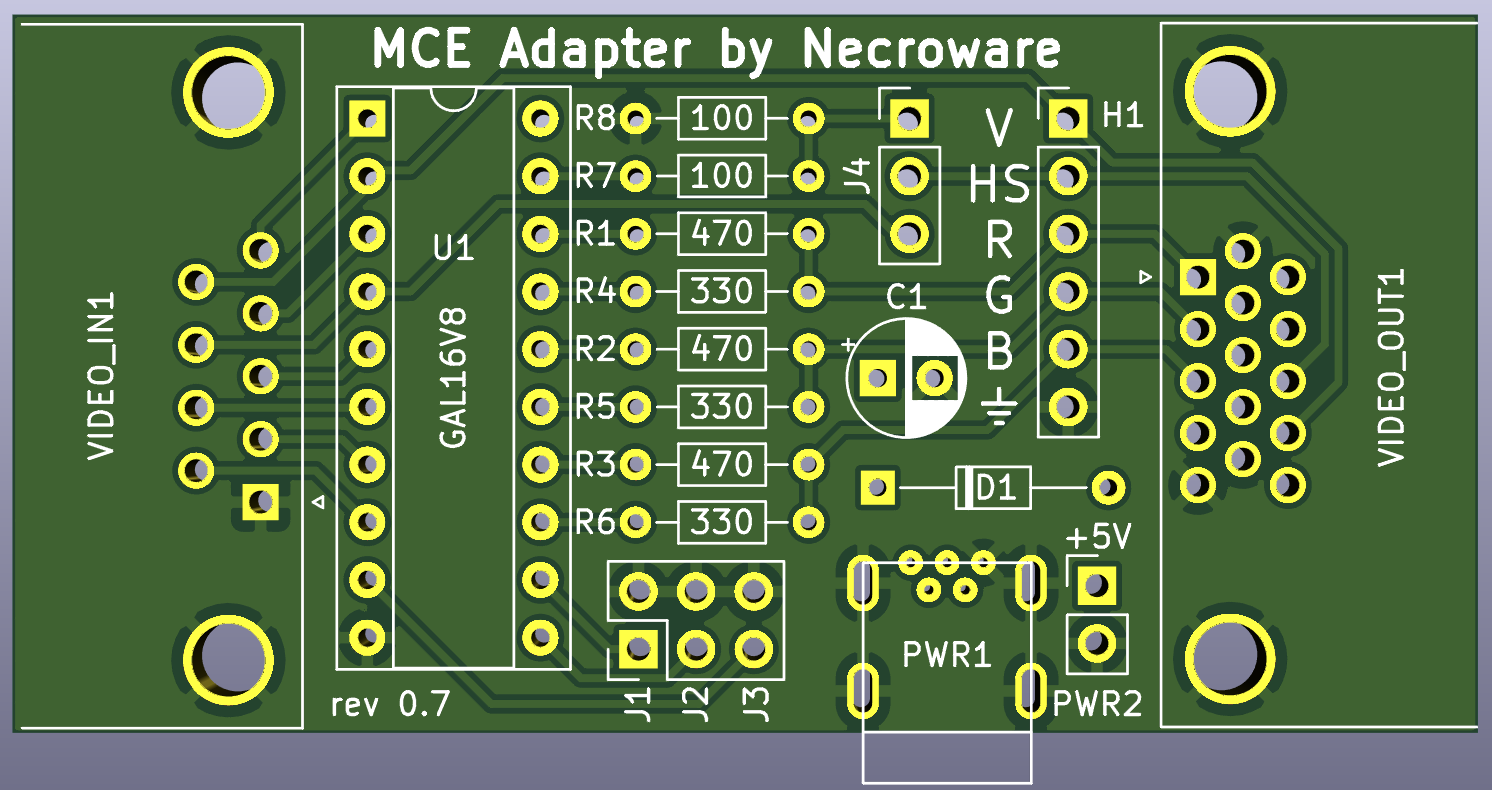 MCE Adapter by Necroware
R8 100
R7 100
R1 470
R4 330
R2 470
R5 330
R3 470
R6 330
U1
GAL16V8
VIDEO_IN1
J4
V
HS
R
G
B
H1
C1
+
D1
+5V
PWR1
PWR2
VIDEO_OUT1
rev 0.7
J1
J2
J3